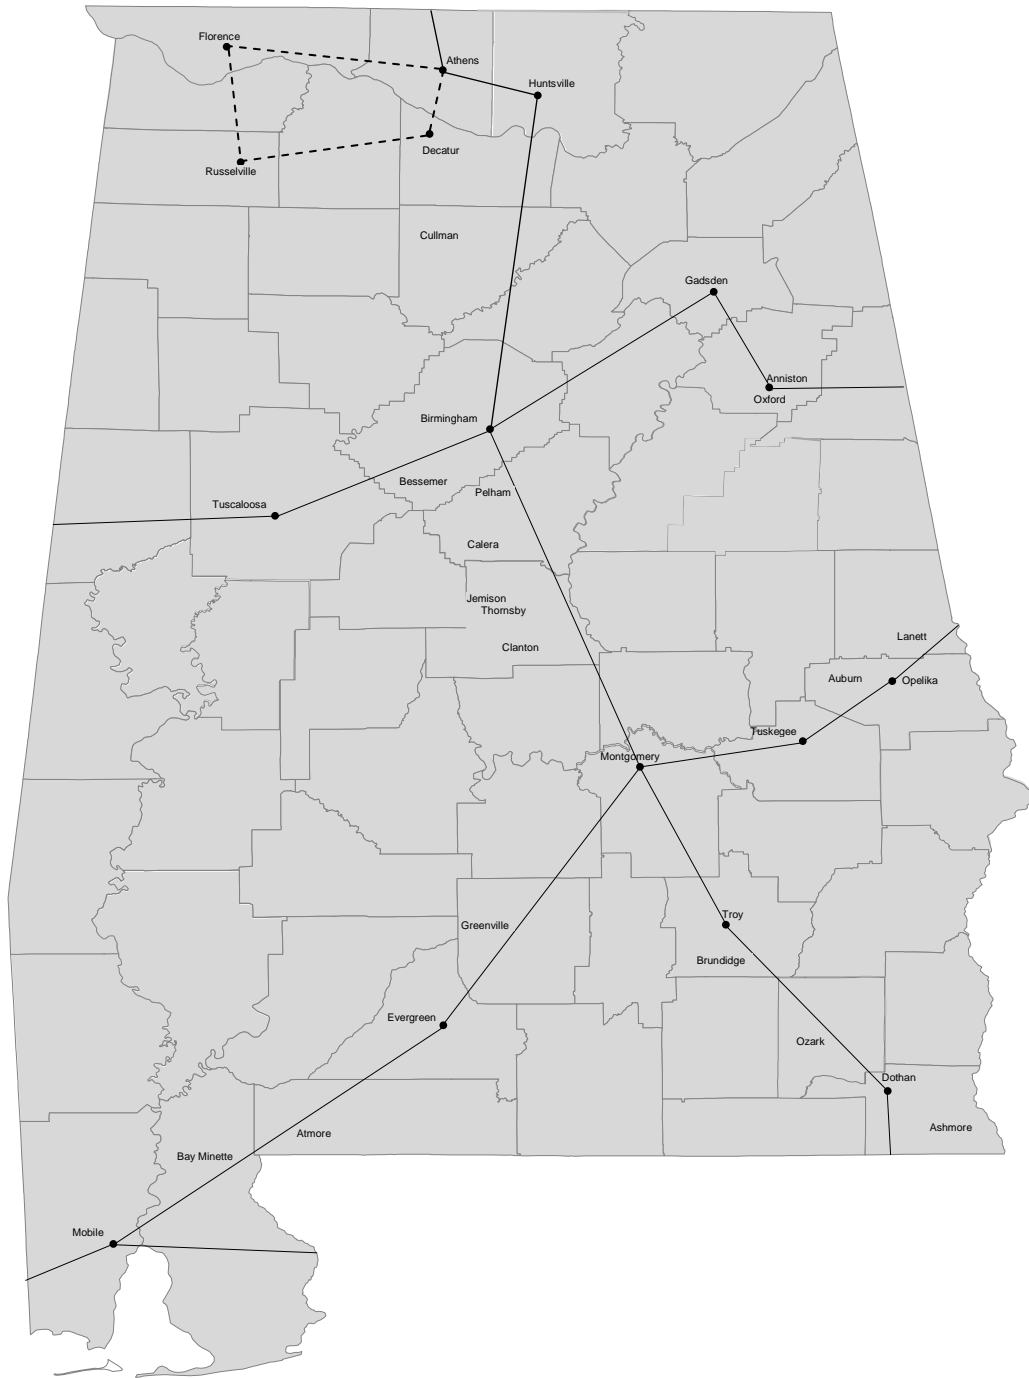 Florence
Athens
Huntsville
Decatur
Russelville
Cullman
Gadsden
Anniston
Oxford
Birmingham
Bessemer
Pelham
Tuscaloosa
Calera
Jemison
Thornsby
Clanton
Lanett
Auburn
Opelika
Tuskegee
Montgomery
Troy
Greenville
Brundidge
Evergreen
Ozark
Dothan
Ashmore
Atmore
Bay Minette
Mobile